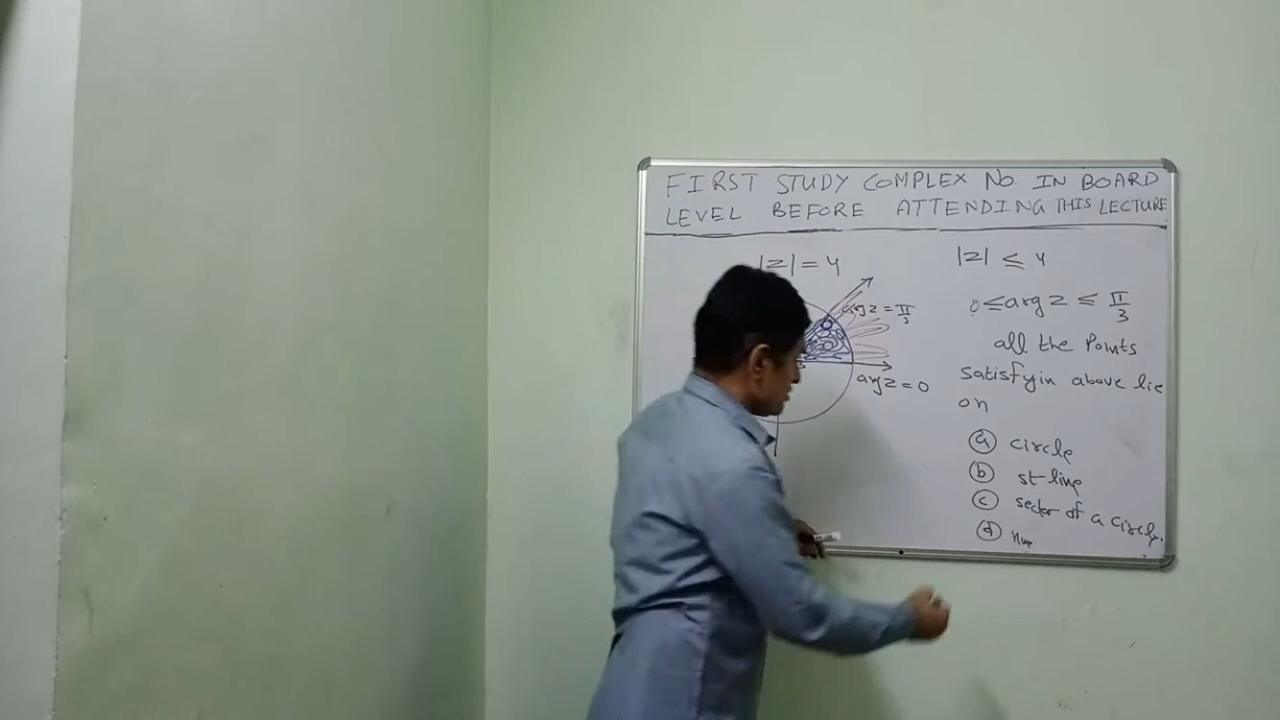 FIRST STUDY COMPLEX NO. IN BOARD
LEVEL BEFORE ATTENDING THIS LECTURE
|z| = 4
arg z = π/3
arg z = 0
|z| ≤ 4
0 ≤ arg z ≤ π/3
all the points
satisfyin above lie
on
(a) circle
(b) st-line
(c) sector of a circle.
(d)